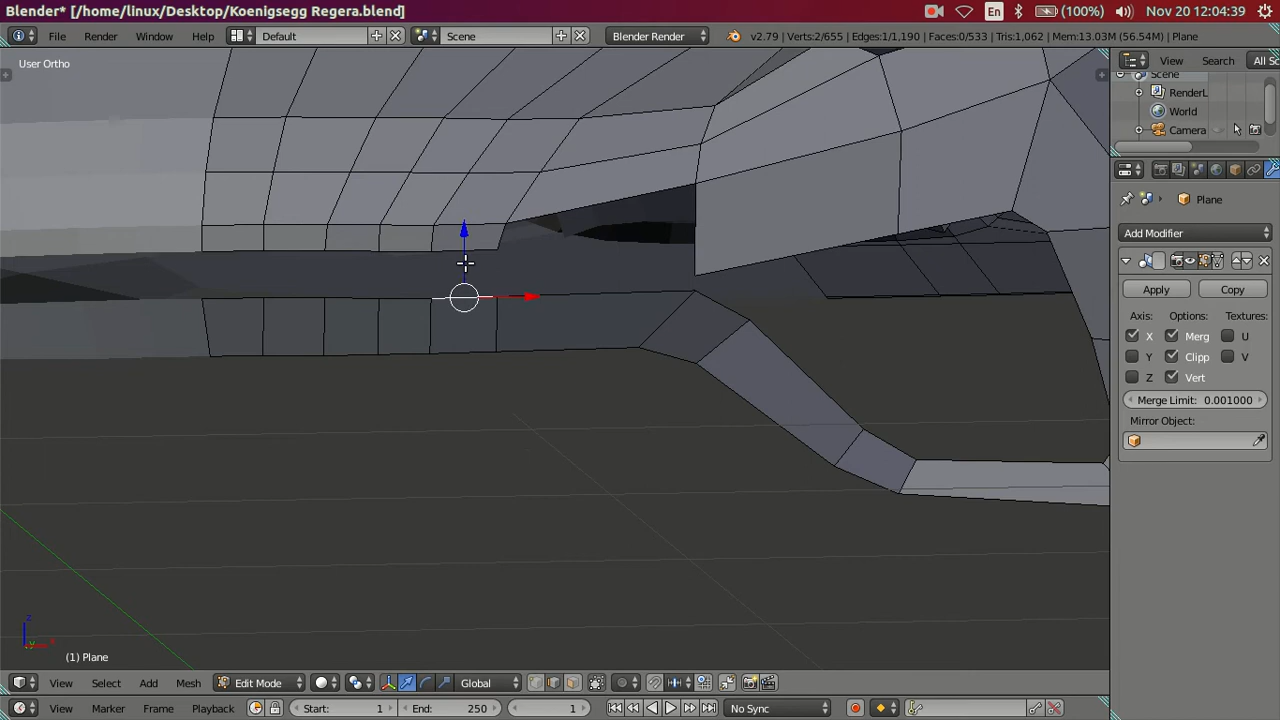 Blender* [/home/linux/Desktop/Koenigsegg Regera.blend]
En (100%) Nov 20 12:04:39
File Render Window Help Default Scene Blender Render v2.79 | Verts:2/655 | Edges:1/1,190 | Faces:0/533 | Tris:1,062 | Mem:13.03M (56.54M) | Plane
View Search All Sc
User Ortho
Scene
RenderL
World
Camera
Plane
Add Modifier
Apply Copy
Axis: Options: Textures:
X Merg U
Y Clipp V
Z Vert
Merge Limit: 0.001000
Mirror Object:
z
y x
(1) Plane
View Select Add Mesh Edit Mode Global
View Marker Frame Playback Start: 1 End: 250 1 No Sync